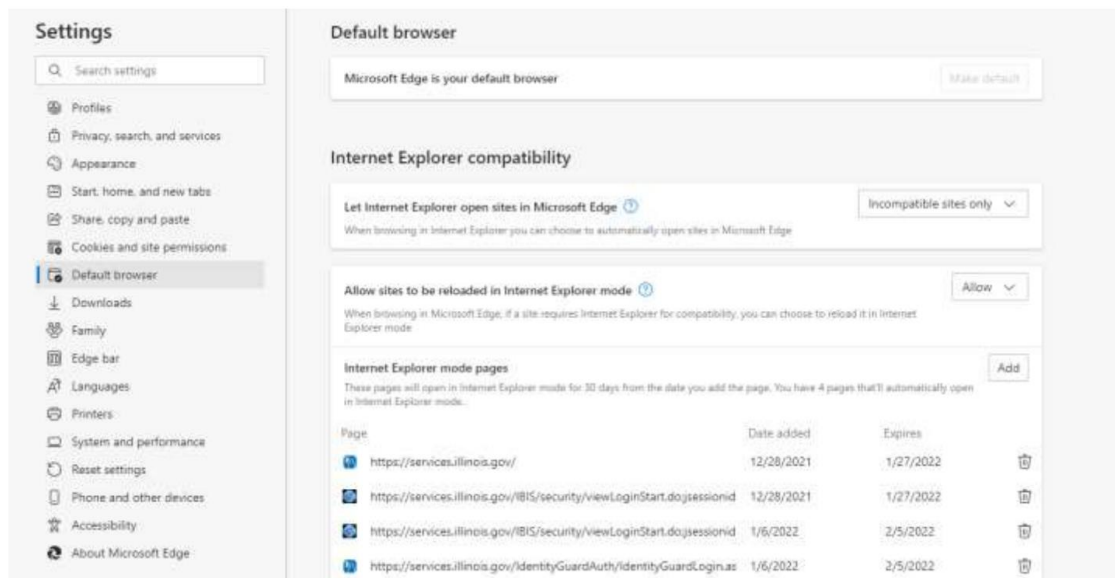 Settings
Search settings
Profiles
Privacy, search, and services
Appearance
Start, home, and new tabs
Share, copy and paste
Cookies and site permissions
Default browser
Downloads
Family
Edge bar
Languages
Printers
System and performance
Reset settings
Phone and other devices
Accessibility
About Microsoft Edge
Default browser
Microsoft Edge is your default browser
Make default
Internet Explorer compatibility
Let Internet Explorer open sites in Microsoft Edge
Incompatible sites only
When browsing in Internet Explorer you can choose to automatically open sites in Microsoft Edge
Allow sites to be reloaded in Internet Explorer mode
Allow
When browsing in Microsoft Edge, if a site requires Internet Explorer for compatibility, you can choose to reload it in Internet
Explorer mode
Internet Explorer mode pages
Add
These pages will open in Internet Explorer mode for 30 days from the date you add the page. You have 4 pages that'll automatically open
in Internet Explorer mode.
Page Date added Expires
https://services.illinois.gov/ 12/28/2021 1/27/2022
https://services.illinois.gov/IBIS/security/viewLoginStart.do;jsessionid 12/28/2021 1/27/2022
https://services.illinois.gov/IBIS/security/viewLoginStart.do;jsessionid 1/6/2022 2/5/2022
https://services.illinois.gov/IdentityGuardAuth/IdentityGuardLogin.as 1/6/2022 2/5/2022